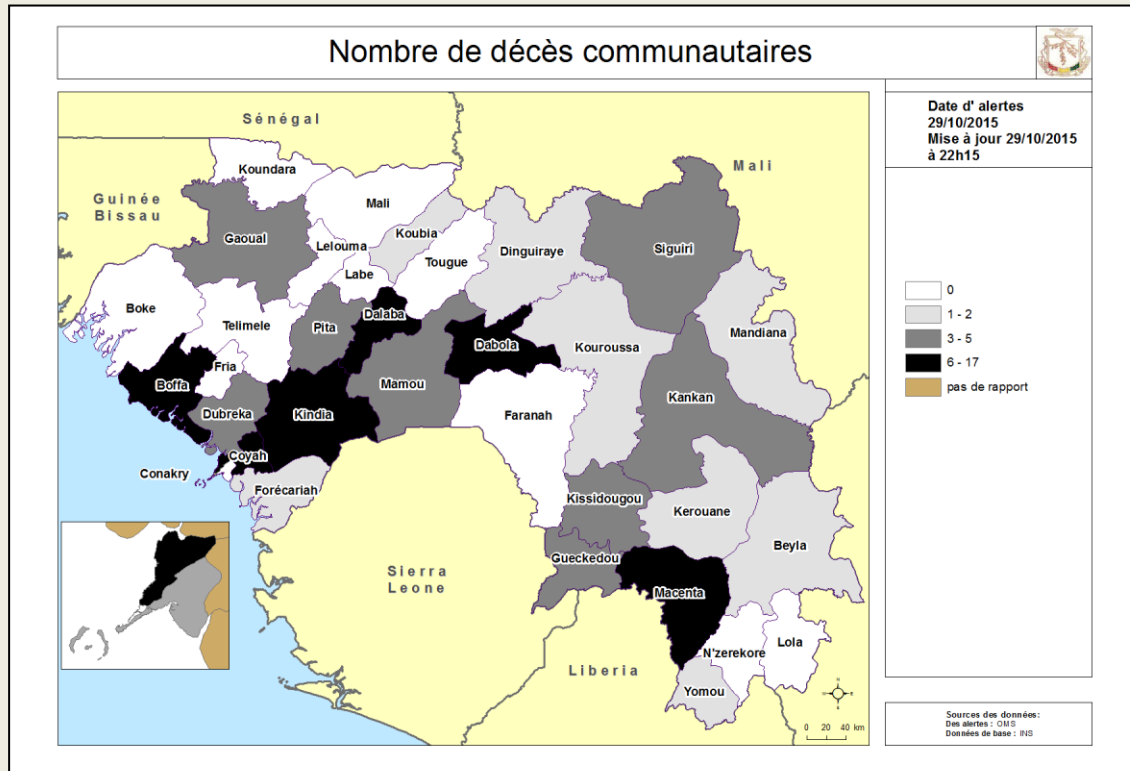 Nombre de décès communautaires
Date d' alertes
29/10/2015
Mise à jour 29/10/2015
à 22h15
0
1 - 2
3 - 5
6 - 17
pas de rapport
Sénégal
Mali
Guinée
Bissau
Koundara
Mali
Gaoual
Koubia
Lelouma
Labe
Tougue
Dinguiraye
Siguiri
Boke
Telimele
Pita
Dalaba
Dabola
Kouroussa
Mandiana
Fria
Boffa
Mamou
Kankan
Dubreka
Kindia
Faranah
Coyah
Conakry
Forécariah
Kissidougou
Kerouane
Beyla
Gueckedou
Sierra
Leone
Macenta
Liberia
N'zerekore
Lola
Yomou
0 20 40 km
Sources des données:
Des alertes : OMS
Données de base : INS